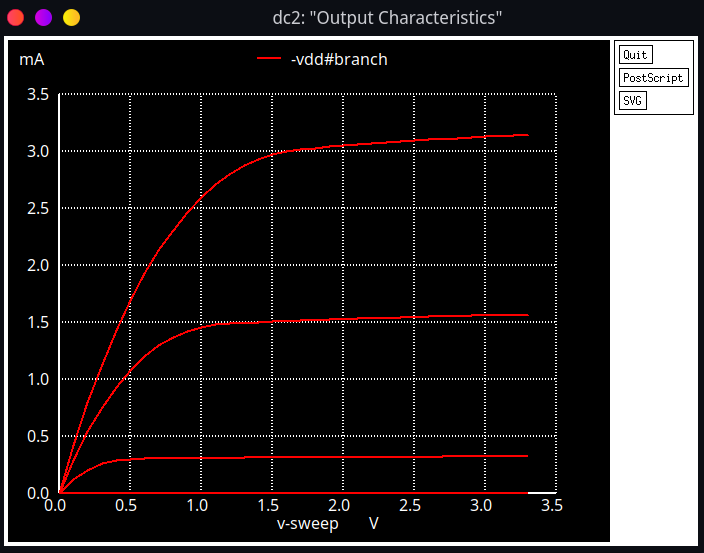 dc2: "Output Characteristics"
mA
-vdd#branch
Quit
PostScript
SVG
3.5
3.0
2.5
2.0
1.5
1.0
0.5
0.0
0.0 0.5 1.0 1.5 2.0 2.5 3.0 3.5
v-sweep V